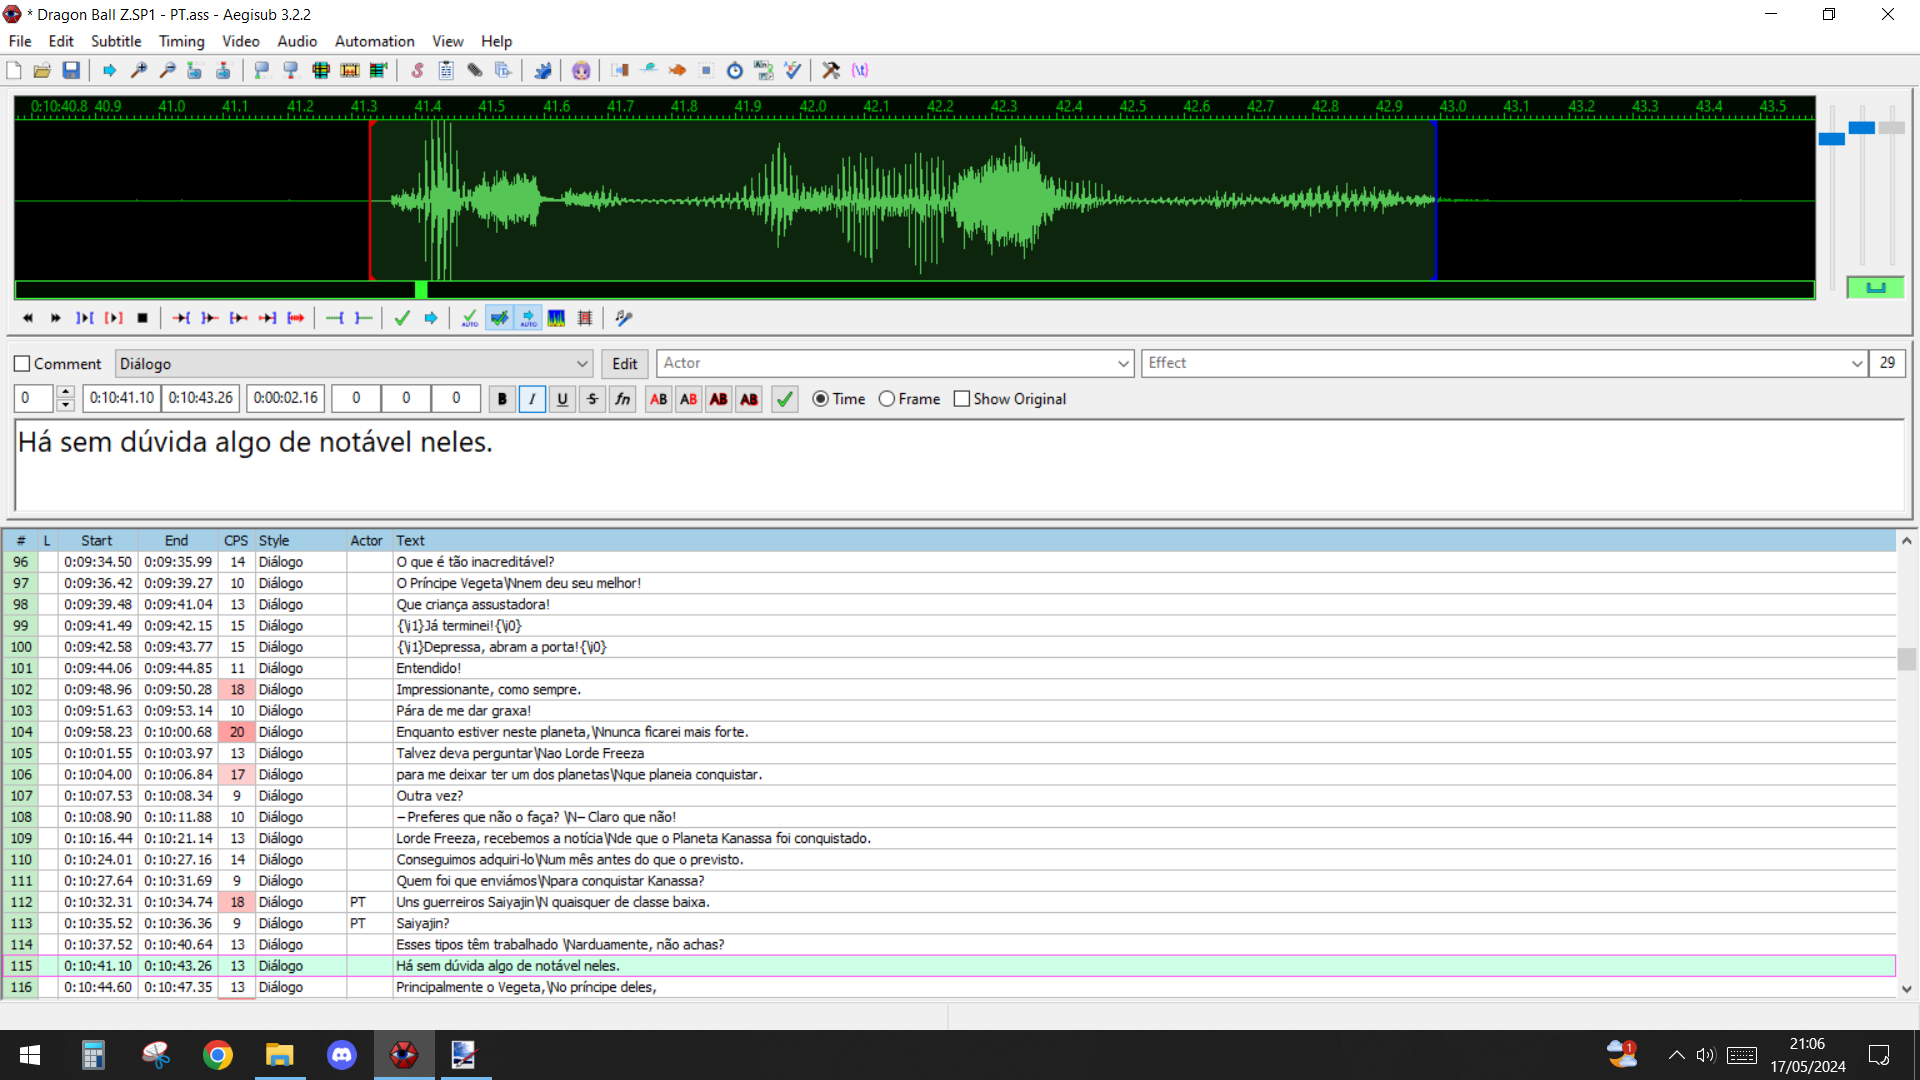 * Dragon Ball Z.SP1 - PT.ass - Aegisub 3.2.2
File Edit Subtitle Timing Video Audio Automation View Help
0:10:40.8 40.9 41.0 41.1 41.2 41.3 41.4 41.5 41.6 41.7 41.8 41.9 42.0 42.1 42.2 42.3 42.4 42.5 42.6 42.7 42.8 42.9 43.0 43.1 43.2 43.3 43.4 43.5
Comment Diálogo Edit Actor Effect 29
0 0:10:41.10 0:10:43.26 0:00:02.16 0 0 0 B I U S fn AB AB AB AB Time Frame Show Original
Há sem dúvida algo de notável neles.
# L Start End CPS Style Actor Text
96 0:09:34.50 0:09:35.99 14 Diálogo O que é tão inacreditável?
97 0:09:36.42 0:09:39.27 10 Diálogo O Príncipe Vegeta\Nnem deu seu melhor!
98 0:09:39.48 0:09:41.04 13 Diálogo Que criança assustadora!
99 0:09:41.49 0:09:42.15 15 Diálogo {\i1}Já terminei!{\i0}
100 0:09:42.58 0:09:43.77 15 Diálogo {\i1}Depressa, abram a porta!{\i0}
101 0:09:44.06 0:09:44.85 11 Diálogo Entendido!
102 0:09:48.96 0:09:50.28 18 Diálogo Impressionante, como sempre.
103 0:09:51.63 0:09:53.14 10 Diálogo Pára de me dar graxa!
104 0:09:58.23 0:10:00.68 20 Diálogo Enquanto estiver neste planeta,\Nnunca ficarei mais forte.
105 0:10:01.55 0:10:03.97 13 Diálogo Talvez deva perguntar\Nao Lorde Freeza
106 0:10:04.00 0:10:06.84 17 Diálogo para me deixar ter um dos planetas\Nque planeia conquistar.
107 0:10:07.53 0:10:08.34 9 Diálogo Outra vez?
108 0:10:08.90 0:10:11.88 10 Diálogo – Preferes que não o faça? \N– Claro que não!
109 0:10:16.44 0:10:21.14 13 Diálogo Lorde Freeza, recebemos a notícia\Nde que o Planeta Kanassa foi conquistado.
110 0:10:24.01 0:10:27.16 14 Diálogo Conseguimos adquiri-lo\Num mês antes do que o previsto.
111 0:10:27.64 0:10:31.69 9 Diálogo Quem foi que enviámos\Npara conquistar Kanassa?
112 0:10:32.31 0:10:34.74 18 Diálogo PT Uns guerreiros Saiyajin\N quaisquer de classe baixa.
113 0:10:35.52 0:10:36.36 9 Diálogo PT Saiyajin?
114 0:10:37.52 0:10:40.64 13 Diálogo Esses tipos têm trabalhado \Narduamente, não achas?
115 0:10:41.10 0:10:43.26 13 Diálogo Há sem dúvida algo de notável neles.
116 0:10:44.60 0:10:47.35 13 Diálogo Principalmente o Vegeta,\No príncipe deles,
1
21:06
17/05/2024